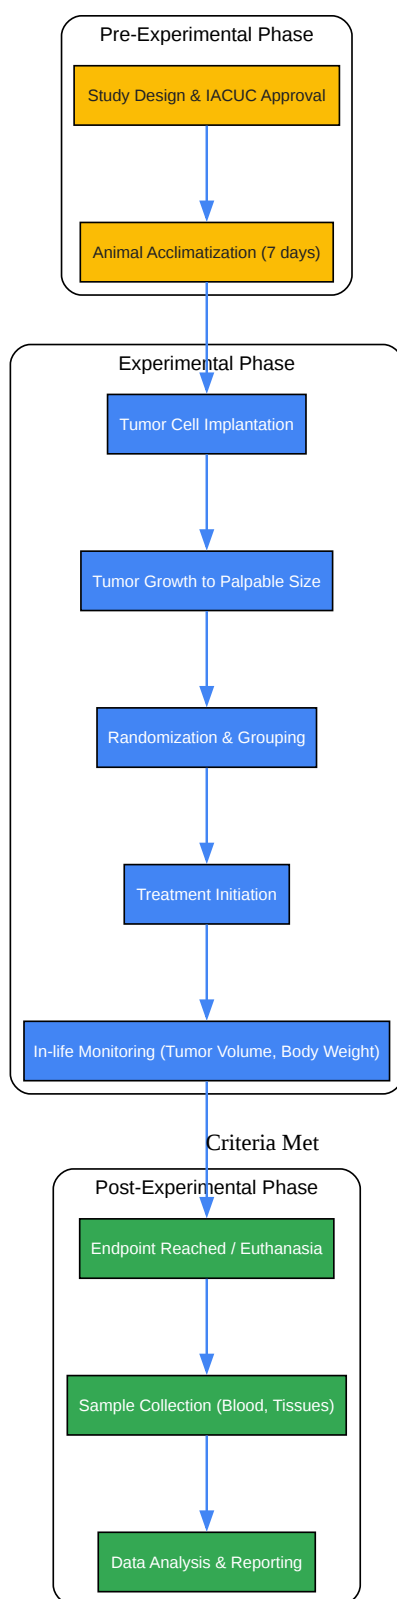 Pre-Experimental Phase
Study Design & IACUC Approval
Animal Acclimatization (7 days)
Experimental Phase
Tumor Cell Implantation
Tumor Growth to Palpable Size
Randomization & Grouping
Treatment Initiation
In-life Monitoring (Tumor Volume, Body Weight)
Criteria Met
Post-Experimental Phase
Endpoint Reached / Euthanasia
Sample Collection (Blood, Tissues)
Data Analysis & Reporting